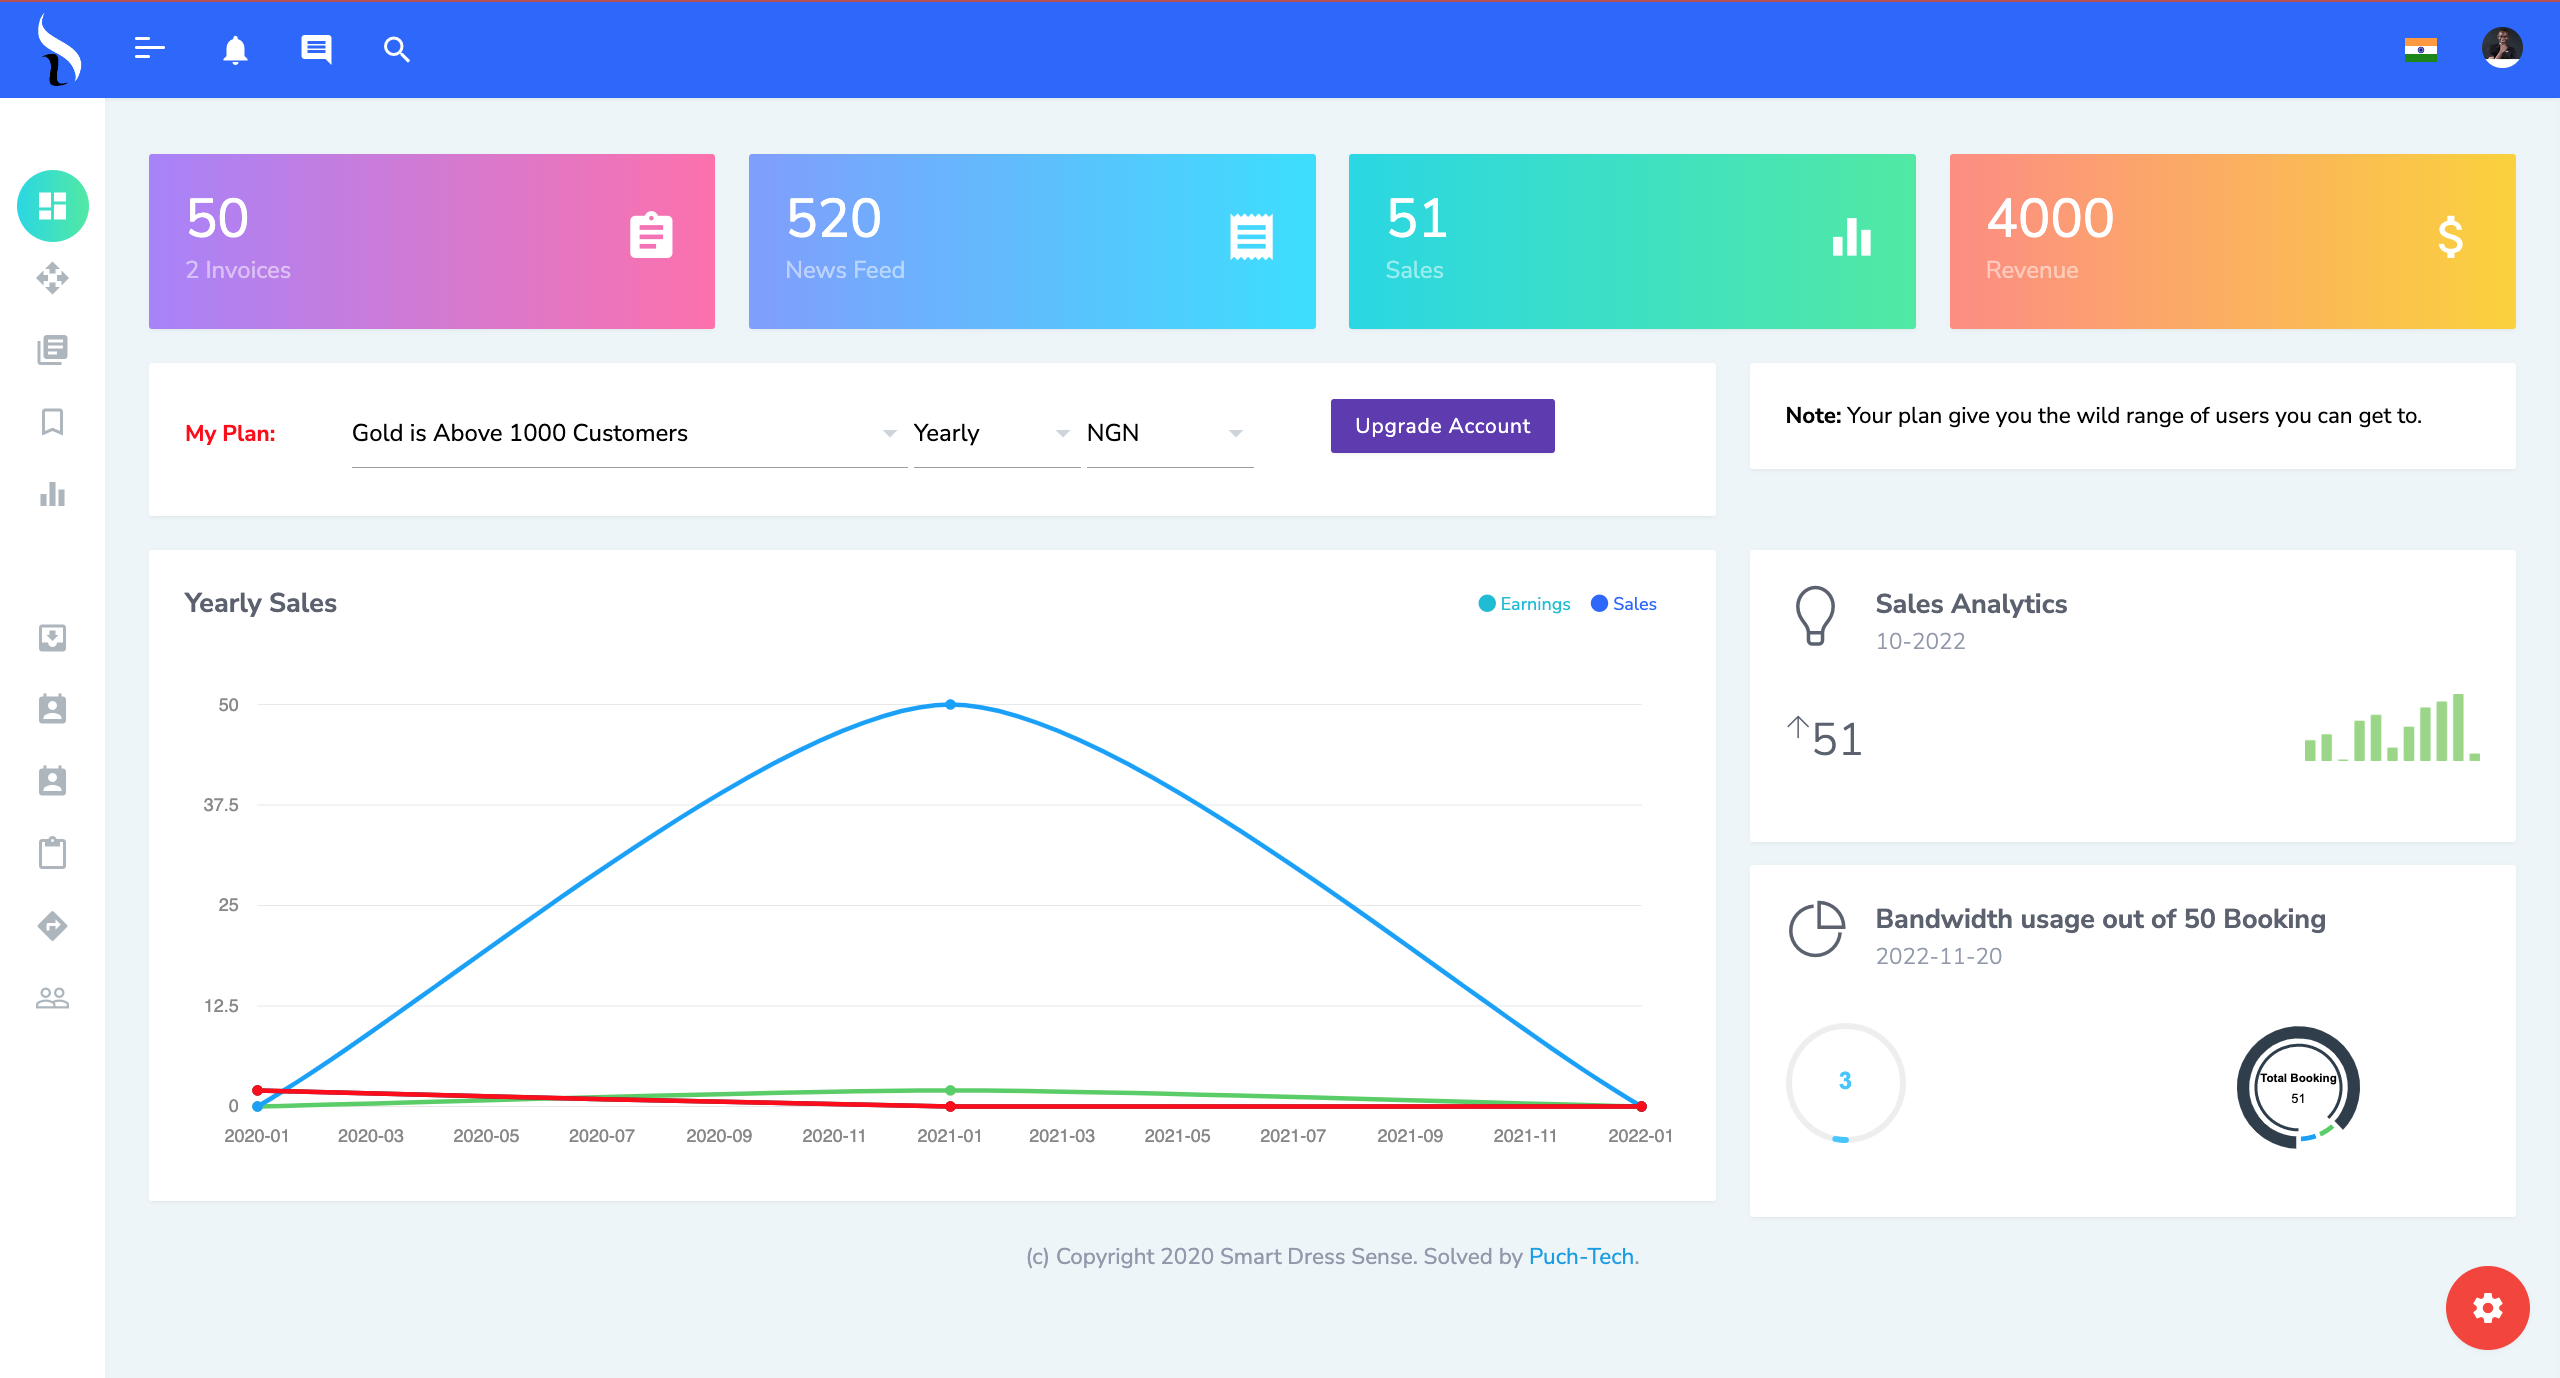 50
2 Invoices
520
News Feed
51
Sales
4000
Revenue
My Plan:
Gold is Above 1000 Customers
Yearly
NGN
Upgrade Account
Note: Your plan give you the wild range of users you can get to.
Yearly Sales
Earnings
Sales
50
37.5
25
12.5
0
2020-01
2020-03
2020-05
2020-07
2020-09
2020-11
2021-01
2021-03
2021-05
2021-07
2021-09
2021-11
2022-01
Sales Analytics
10-2022
51
Bandwidth usage out of 50 Booking
2022-11-20
3
Total Booking
51
(c) Copyright 2020 Smart Dress Sense. Solved by Puch-Tech.